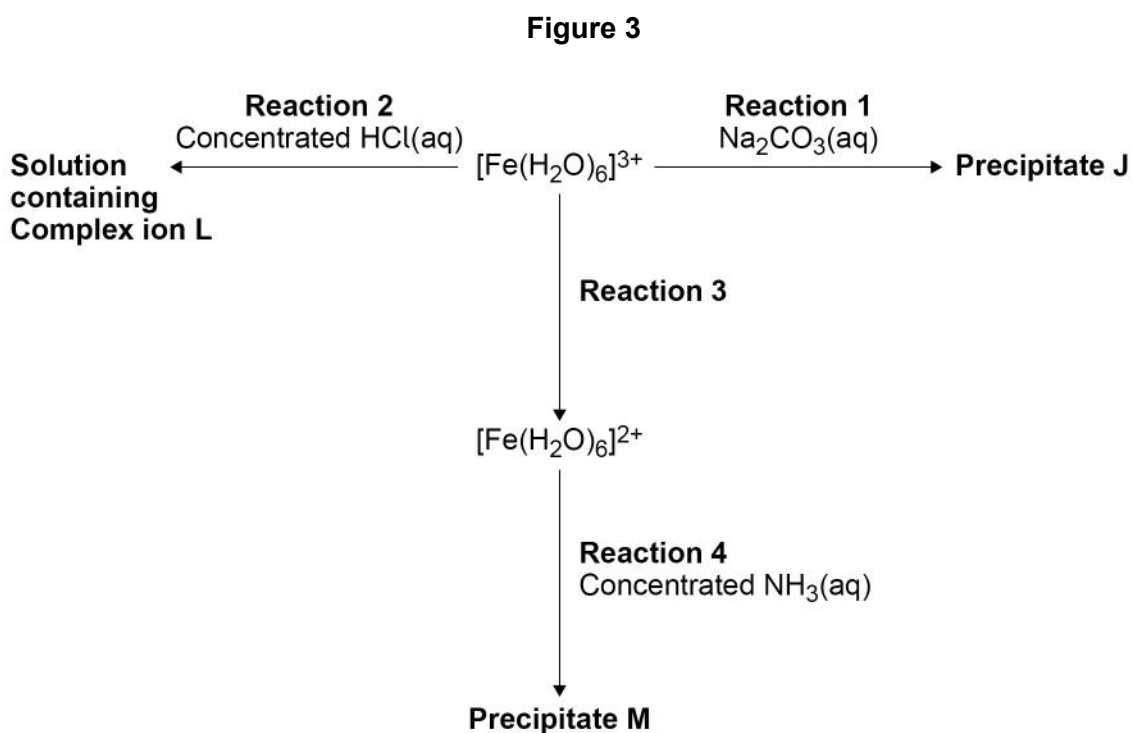 Figure 3
Reaction 2
Concentrated HCl(aq)
Reaction 1
Na₂CO₃(aq)
Solution
containing
Complex ion L
[Fe(H₂O)₆]³⁺
Precipitate J
Reaction 3
[Fe(H₂O)₆]²⁺
Reaction 4
Concentrated NH₃(aq)
Precipitate M